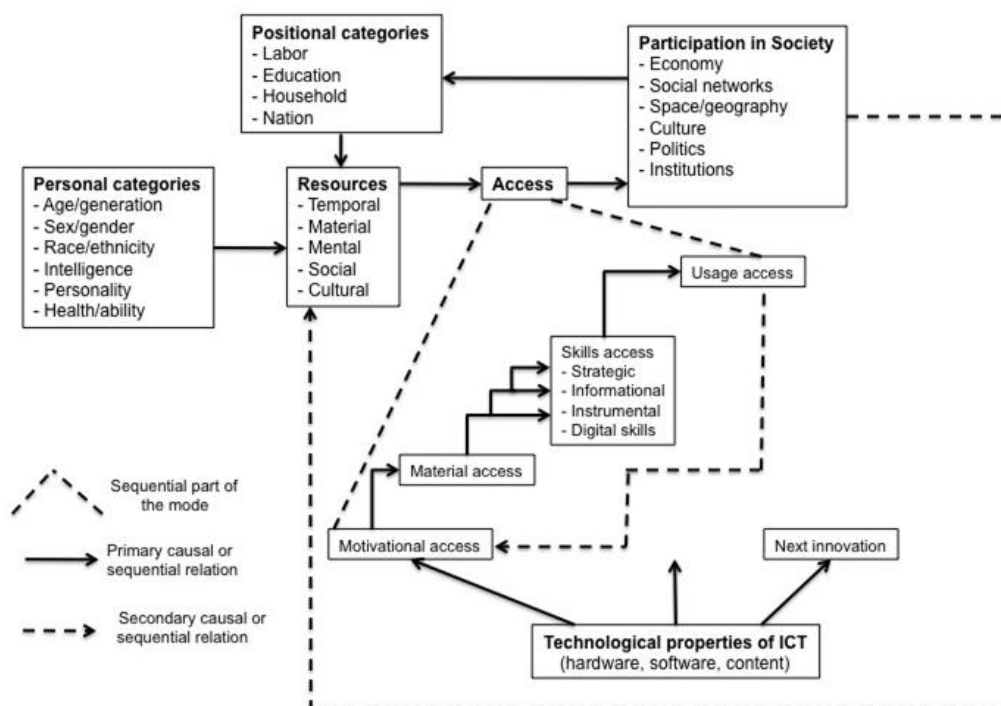 Positional categories
- Labor
- Education
- Household
- Nation
Participation in Society
- Economy
- Social networks
- Space/geography
- Culture
- Politics
- Institutions
Personal categories
- Age/generation
- Sex/gender
- Race/ethnicity
- Intelligence
- Personality
- Health/ability
Resources
- Temporal
- Material
- Mental
- Social
- Cultural
Access
Usage access
Skills access
- Strategic
- Informational
- Instrumental
- Digital skills
Material access
Motivational access
Next innovation
Technological properties of ICT
(hardware, software, content)
Sequential part of
the mode
Primary causal or
sequential relation
Secondary causal or
sequential relation